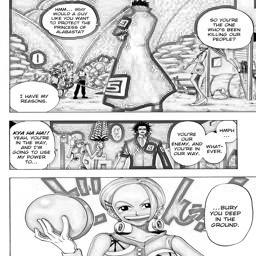 HMM... WHY
WOULD A GUY
LIKE YOU WANT
TO PROTECT THE
PRINCESS OF
ALABASTA?
SO YOU'RE
THE ONE
WHO'S BEEN
KILLING OUR
PEOPLE?
I HAVE MY
REASONS.
KYA HA HA!!
YEAH, YOU'RE
IN THE WAY,
AND I'M
GOING TO USE
MY POWER
TO...
YOU'RE
OUR
ENEMY, AND
YOU'RE IN
OUR WAY.
HMPH
...
WHAT-
EVER.
...BURY
YOU DEEP
IN THE
GROUND.